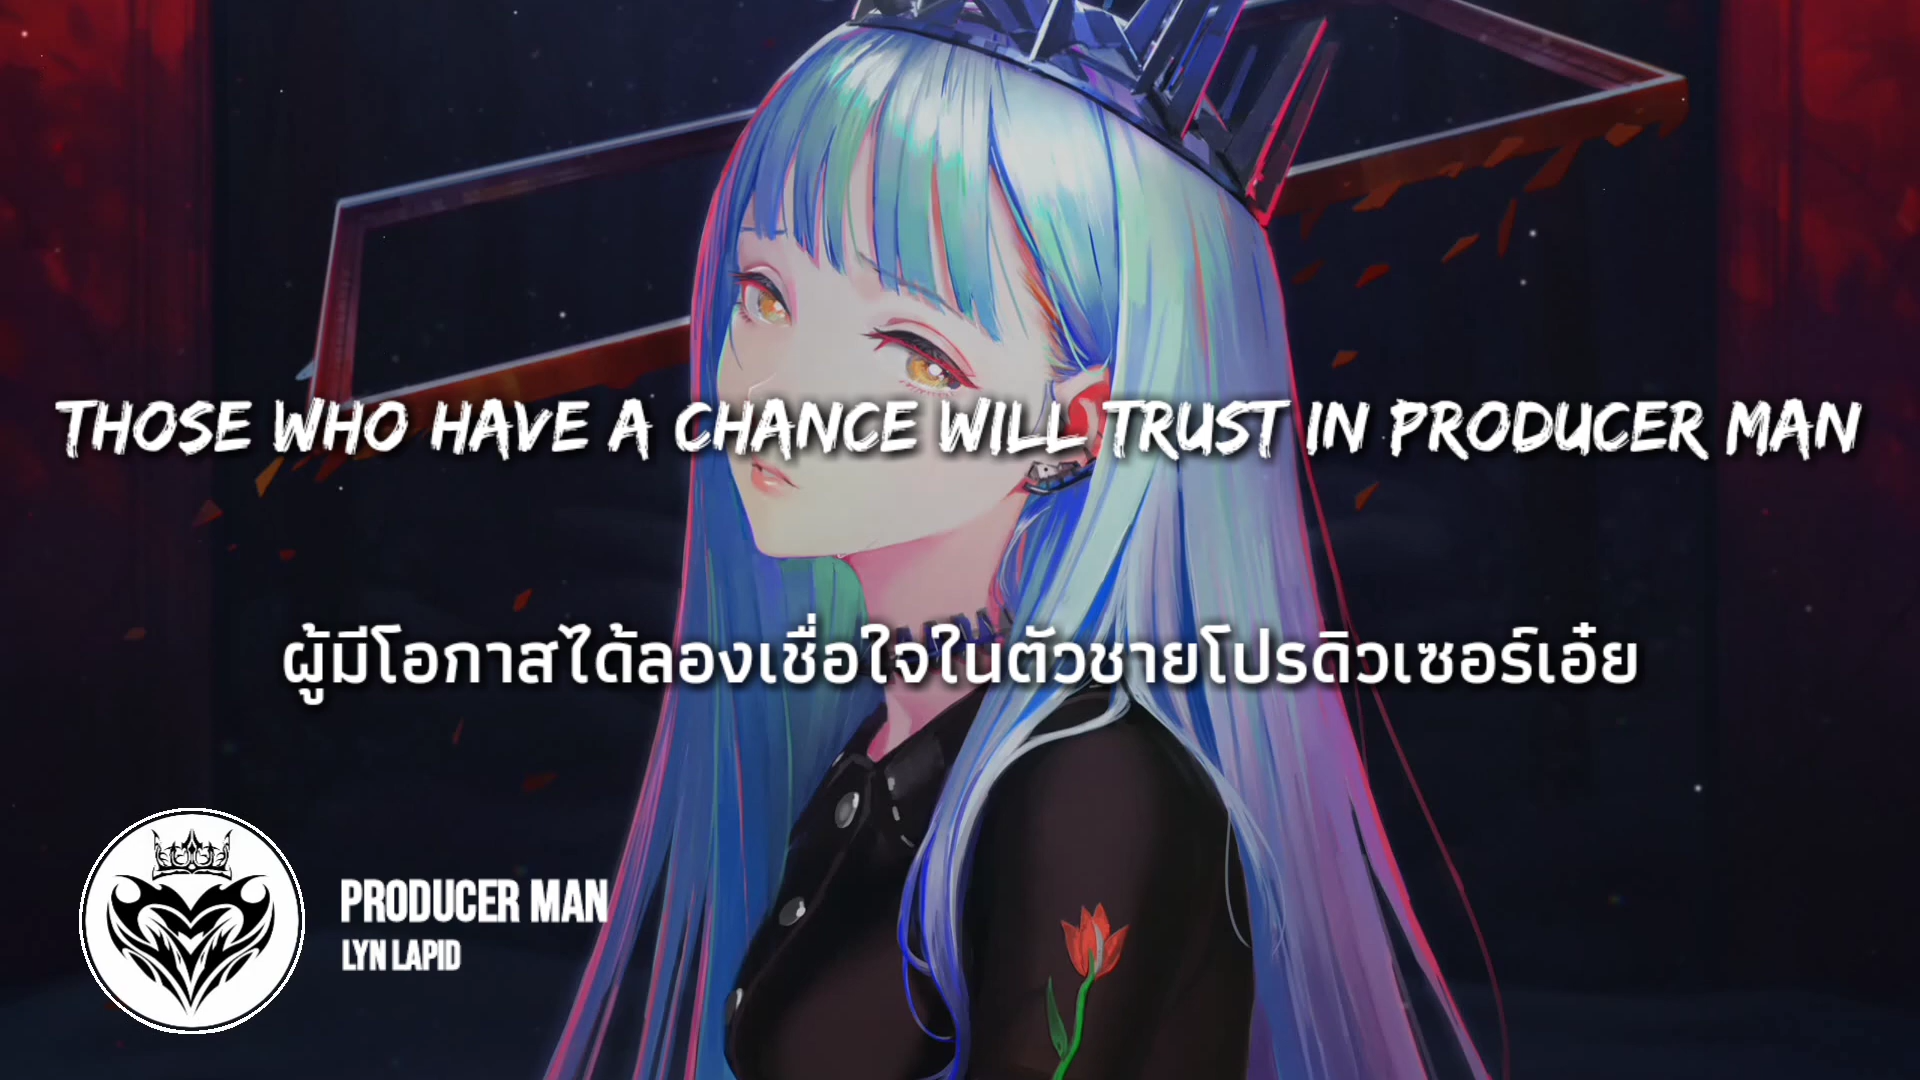 THOSE WHO HAVE A CHANCE WILL TRUST IN PRODUCER MAN
ผู้มีโอกาสได้ลองเชื่อใจในตัวชายโปรดิวเซอร์เอ๋ย
PRODUCER MAN
LYN LAPID